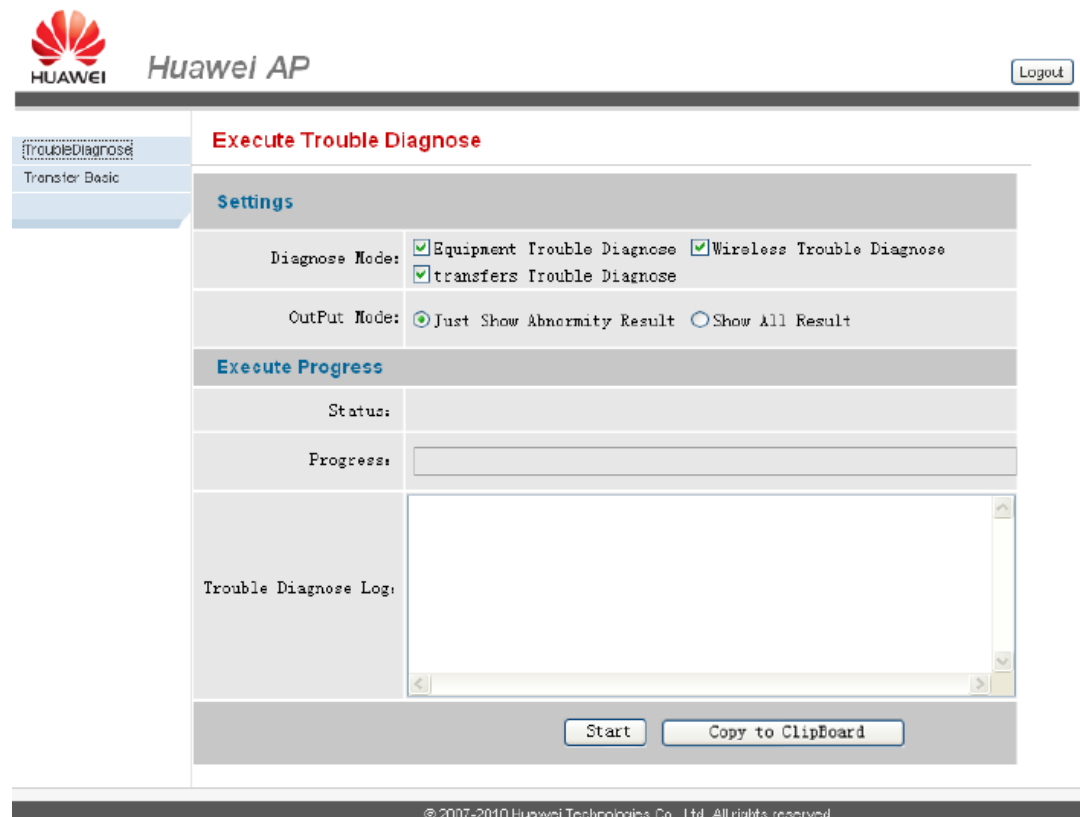 HUAWEI
Huawei AP
Logout
TroubleDiagnose
Transfer Basic
Execute Trouble Diagnose
Settings
Diagnose Mode:
Equipment Trouble Diagnose Wireless Trouble Diagnose
transfers Trouble Diagnose
OutPut Mode:
Just Show Abnormity Result Show All Result
Execute Progress
Status:
Progress:
Trouble Diagnose Log:
Start
Copy to ClipBoard
© 2007-2010 Huawei Technologies Co., Ltd. All rights reserved.